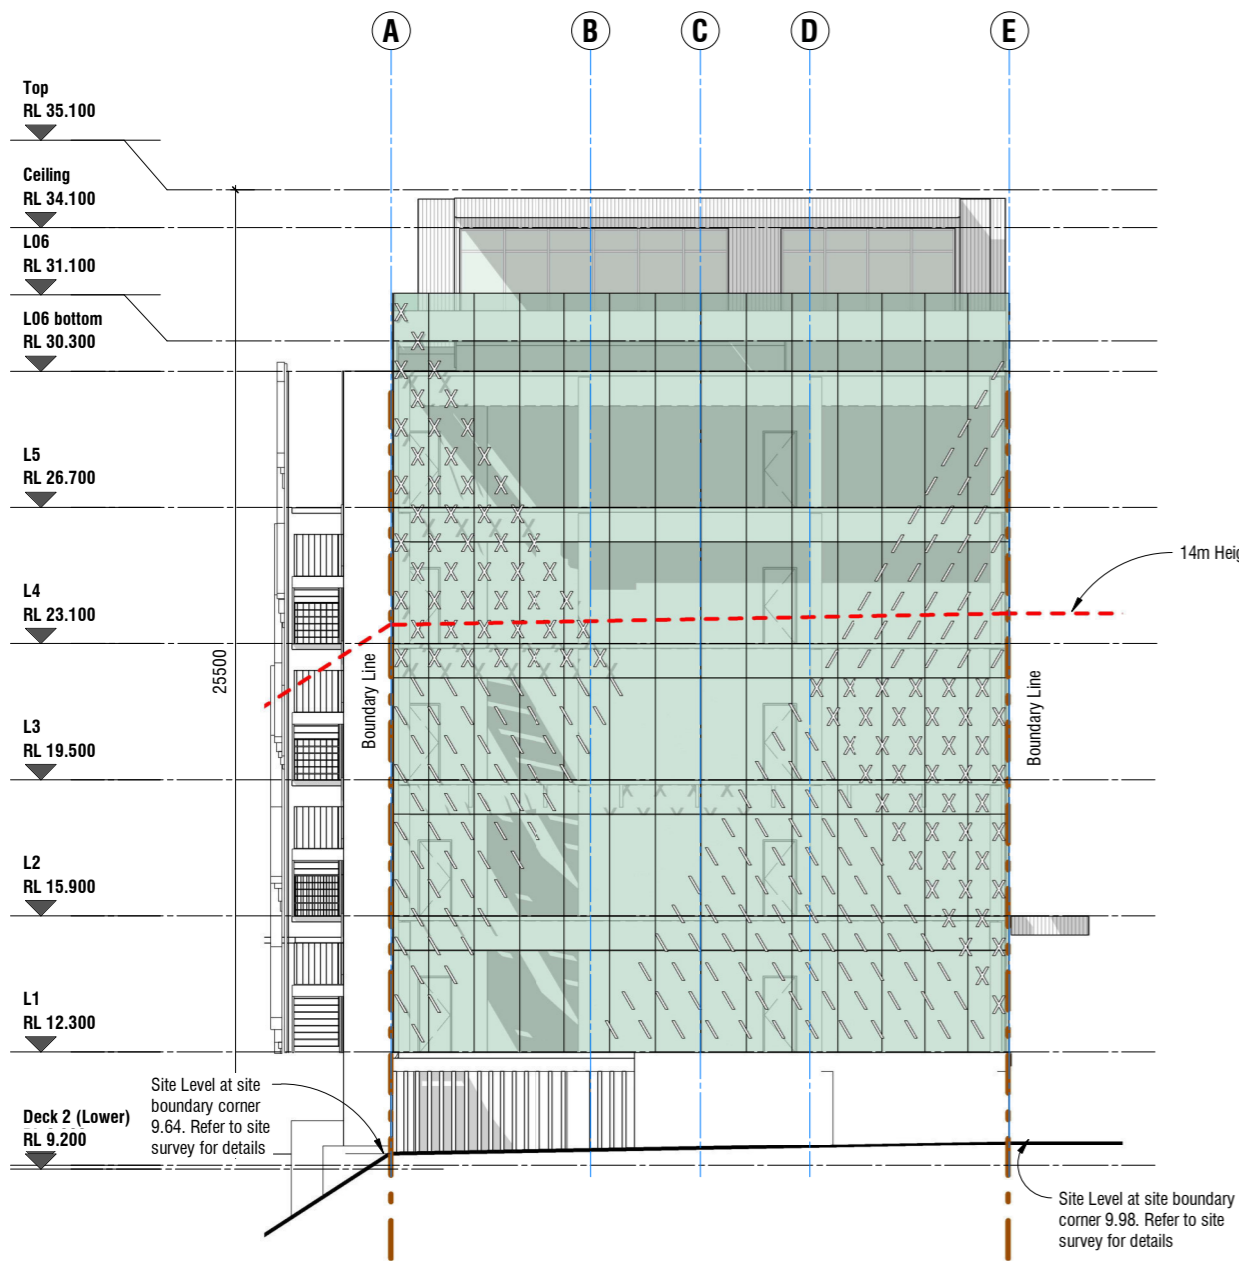 A B C D E
Top
RL 35.100
Ceiling
RL 34.100
L06
RL 31.100
L06 bottom
RL 30.300
L5
RL 26.700
14m Heig
L4
RL 23.100
25500
Boundary Line
Boundary Line
L3
RL 19.500
L2
RL 15.900
L1
RL 12.300
Site Level at site
boundary corner
9.64. Refer to site
survey for details
Deck 2 (Lower)
RL 9.200
Site Level at site boundary
corner 9.98. Refer to site
survey for details